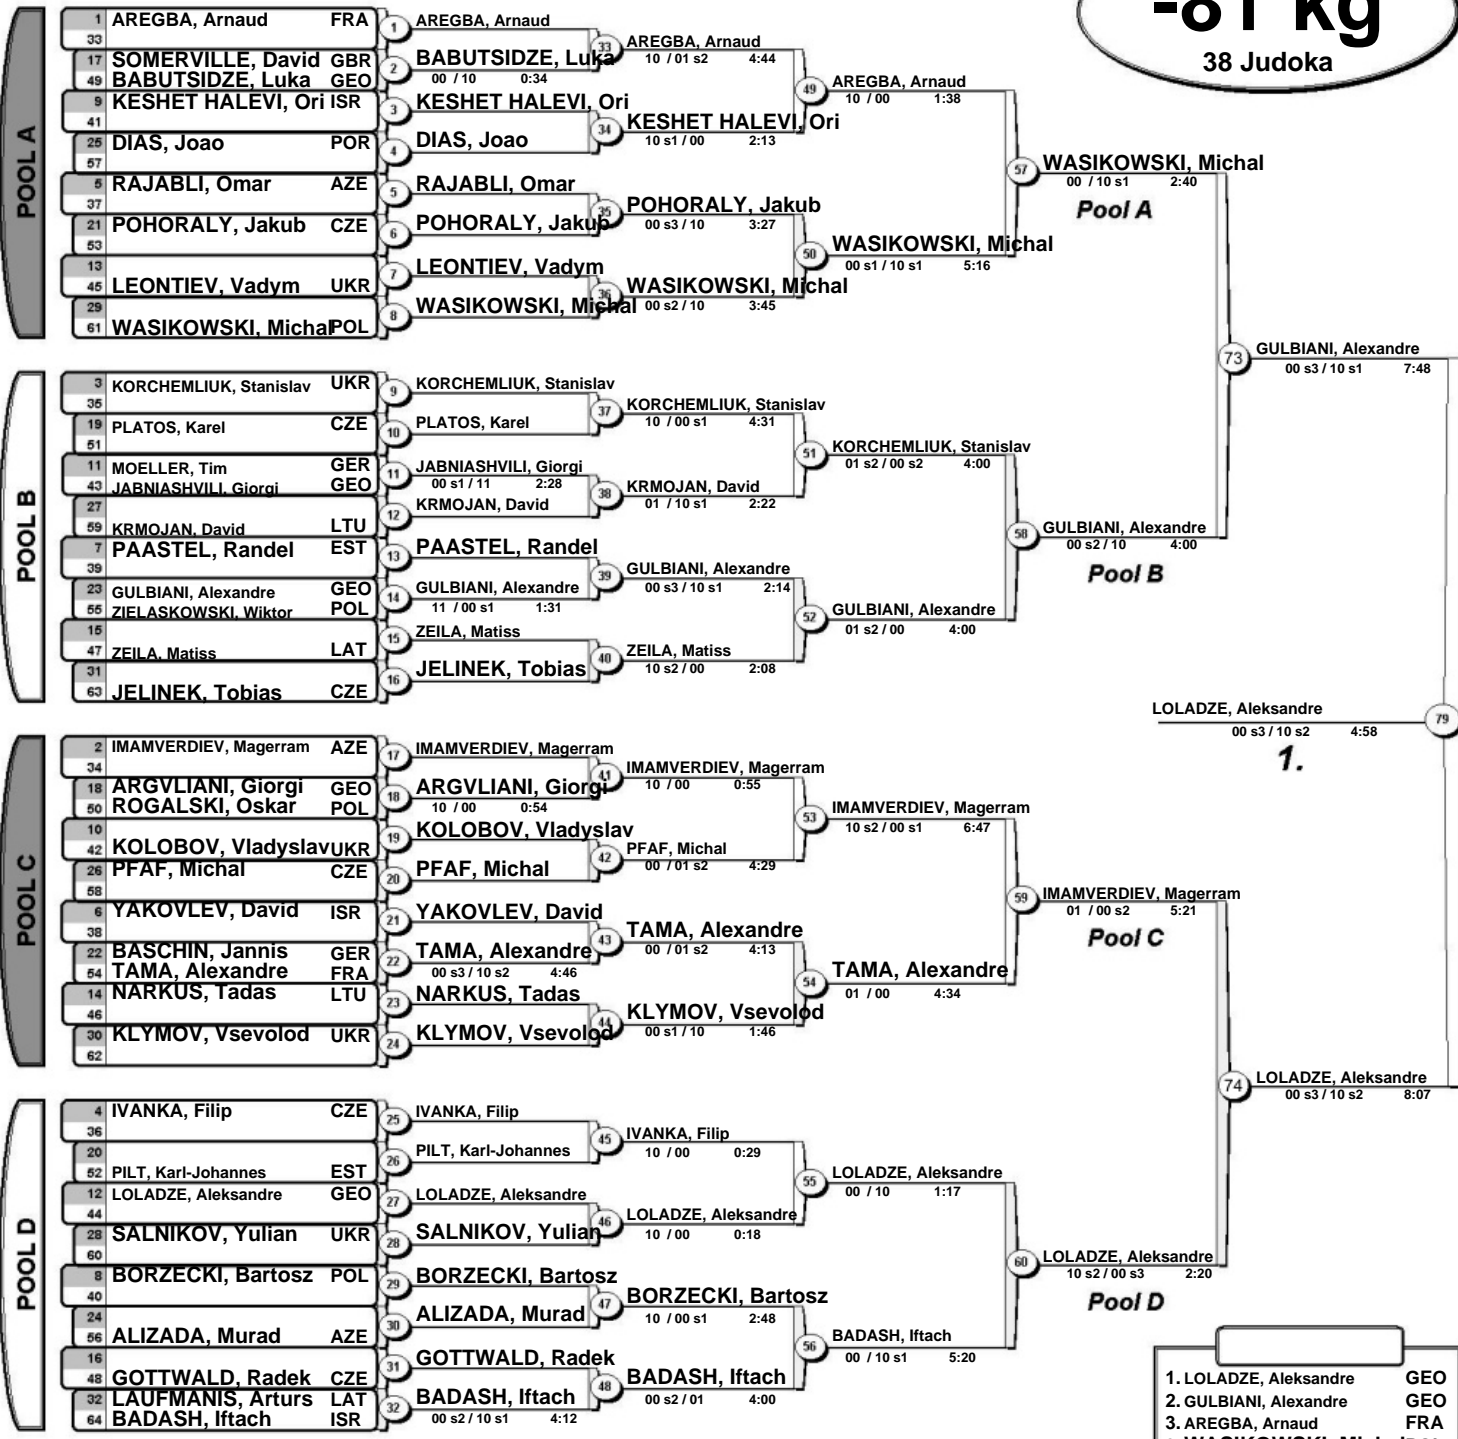 -81 kg
38 Judoka
POOL A
1 AREGBA, Arnaud FRA
33
17 SOMERVILLE, David GBR
49 BABUTSIDZE, Luka GEO
9 KESHET HALEVI, Ori ISR
41
25 DIAS, Joao POR
57
5 RAJABLI, Omar AZE
37
21 POHORALY, Jakub CZE
53
13
45 LEONTIEV, Vadym UKR
29
61 WASIKOWSKI, Michal POL
1 AREGBA, Arnaud
2 BABUTSIDZE, Luka
00 / 10 0:34
3 KESHET HALEVI, Ori
4 DIAS, Joao
5 RAJABLI, Omar
6 POHORALY, Jakub
7 LEONTIEV, Vadym
8 WASIKOWSKI, Michal
33 AREGBA, Arnaud
10 / 01 s2 4:44
34 KESHET HALEVI, Ori
10 s1 / 00 2:13
35 POHORALY, Jakub
00 s3 / 10 3:27
36 WASIKOWSKI, Michal
00 s2 / 10 3:45
49 AREGBA, Arnaud
10 / 00 1:38
50 WASIKOWSKI, Michal
00 s1 / 10 s1 5:16
57 WASIKOWSKI, Michal
00 / 10 s1 2:40
Pool A
POOL B
3 KORCHEMLIUK, Stanislav UKR
35
19 PLATOS, Karel CZE
51
11 MOELLER, Tim GER
43 JABNIASHVILI, Giorgi GEO
27
59 KRMOJAN, David LTU
7 PAASTEL, Randel EST
39
23 GULBIANI, Alexandre GEO
55 ZIELASKOWSKI, Wiktor POL
15
47 ZEILA, Matiss LAT
31
63 JELINEK, Tobias CZE
9 KORCHEMLIUK, Stanislav
10 PLATOS, Karel
11 JABNIASHVILI, Giorgi
00 s1 / 11 2:28
12 KRMOJAN, David
13 PAASTEL, Randel
14 GULBIANI, Alexandre
11 / 00 s1 1:31
15 ZEILA, Matiss
16 JELINEK, Tobias
37 KORCHEMLIUK, Stanislav
10 / 00 s1 4:31
38 KRMOJAN, David
01 / 10 s1 2:22
39 GULBIANI, Alexandre
00 s3 / 10 s1 2:14
40 ZEILA, Matiss
10 s2 / 00 2:08
51 KORCHEMLIUK, Stanislav
01 s2 / 00 s2 4:00
52 GULBIANI, Alexandre
01 s2 / 00 4:00
58 GULBIANI, Alexandre
00 s2 / 10 4:00
Pool B
73 GULBIANI, Alexandre
00 s3 / 10 s1 7:48
LOLADZE, Aleksandre 79
00 s3 / 10 s2 4:58
1.
POOL C
2 IMAMVERDIEV, Magerram AZE
34
18 ARGVLIANI, Giorgi GEO
50 ROGALSKI, Oskar POL
10
42 KOLOBOV, Vladyslav UKR
26 PFAF, Michal CZE
58
6 YAKOVLEV, David ISR
38
22 BASCHIN, Jannis GER
54 TAMA, Alexandre FRA
14 NARKUS, Tadas LTU
46
30 KLYMOV, Vsevolod UKR
62
17 IMAMVERDIEV, Magerram
18 ARGVLIANI, Giorgi
10 / 00 0:54
19 KOLOBOV, Vladyslav
20 PFAF, Michal
21 YAKOVLEV, David
22 TAMA, Alexandre
00 s3 / 10 s2 4:46
23 NARKUS, Tadas
24 KLYMOV, Vsevolod
41 IMAMVERDIEV, Magerram
10 / 00 0:55
42 PFAF, Michal
00 / 01 s2 4:29
43 TAMA, Alexandre
00 / 01 s2 4:13
44 KLYMOV, Vsevolod
00 s1 / 10 1:46
53 IMAMVERDIEV, Magerram
10 s2 / 00 s1 6:47
54 TAMA, Alexandre
01 / 00 4:34
59 IMAMVERDIEV, Magerram
01 / 00 s2 5:21
Pool C
74 LOLADZE, Aleksandre
00 s3 / 10 s2 8:07
POOL D
4 IVANKA, Filip CZE
36
20
52 PILT, Karl-Johannes EST
12 LOLADZE, Aleksandre GEO
44
28 SALNIKOV, Yulian UKR
60
8 BORZECKI, Bartosz POL
40
24
56 ALIZADA, Murad AZE
16
48 GOTTWALD, Radek CZE
32 LAUFMANIS, Arturs LAT
64 BADASH, Iftach ISR
25 IVANKA, Filip
26 PILT, Karl-Johannes
27 LOLADZE, Aleksandre
28 SALNIKOV, Yulian
29 BORZECKI, Bartosz
30 ALIZADA, Murad
31 GOTTWALD, Radek
32 BADASH, Iftach
00 s2 / 10 s1 4:12
45 IVANKA, Filip
10 / 00 0:29
46 LOLADZE, Aleksandre
10 / 00 0:18
47 BORZECKI, Bartosz
10 / 00 s1 2:48
48 BADASH, Iftach
00 s2 / 01 4:00
55 LOLADZE, Aleksandre
00 / 10 1:17
56 BADASH, Iftach
00 / 10 s1 5:20
60 LOLADZE, Aleksandre
10 s2 / 00 s3 2:20
Pool D
1. LOLADZE, Aleksandre GEO
2. GULBIANI, Alexandre GEO
3. AREGBA, Arnaud FRA